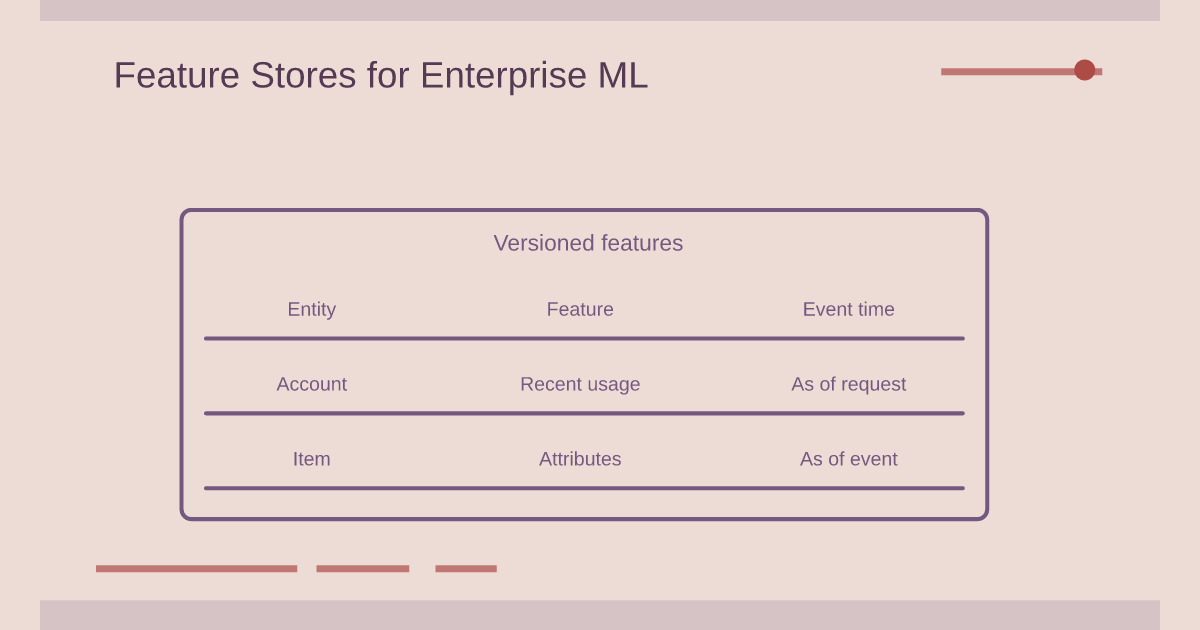 Feature Stores for Enterprise ML
Versioned features
Entity Feature Event time
Account Recent usage As of request
Item Attributes As of event